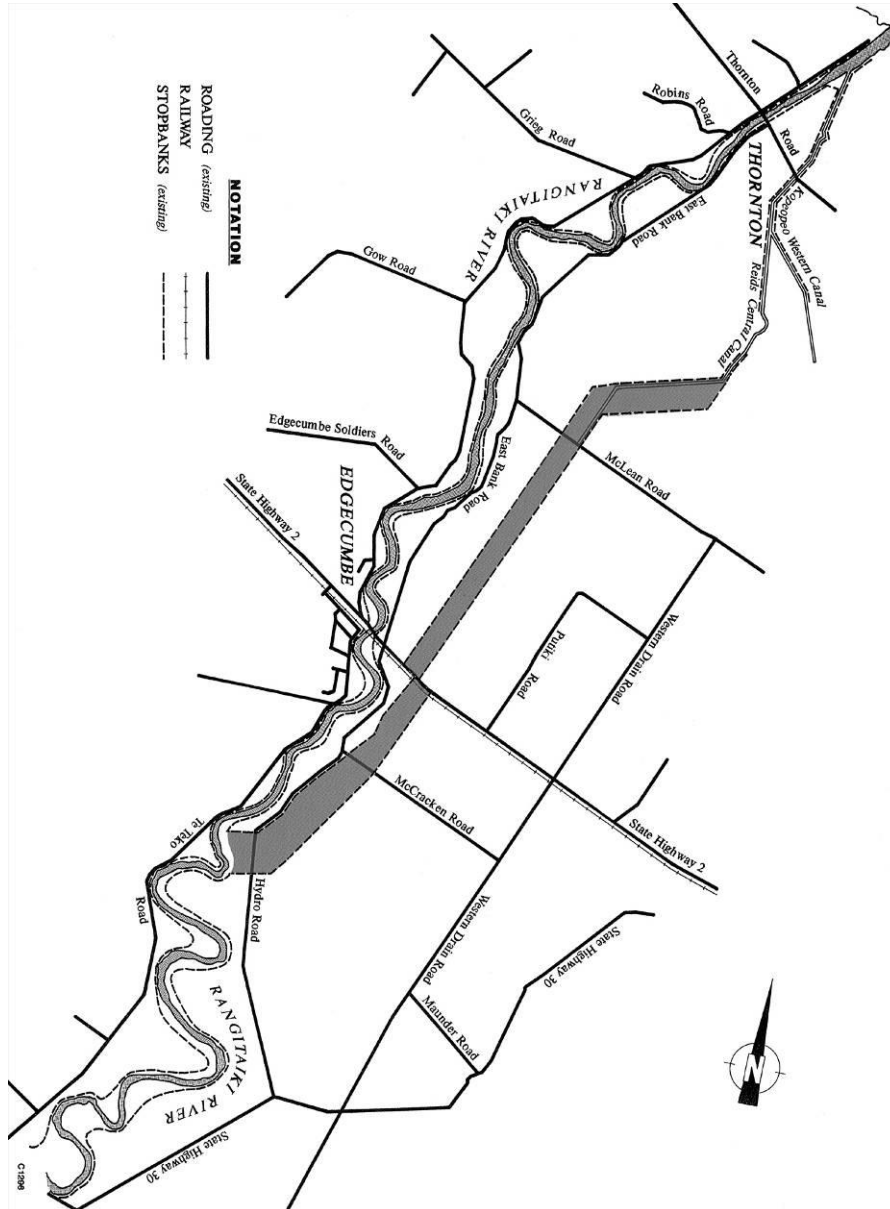 Thornton
Road
Robins Road
THORNTON
Kopeopeo Western Canal
Grieg Road
RANGITAIKI RIVER
East Bank Road
Reids Central Canal
NOTATION
ROADING (existing)
RAILWAY
STOPBANKS (existing)
Gow Road
Edgecumbe Soldiers Road
EDGECUMBE
State Highway 2
East Bank Road
McLean Road
Putiki Road
Western Drain Road
McCracken Road
State Highway 2
Te Teko
Road
Hydro Road
Western Drain Road
State Highway 30
Maunder Road
RANGITAIKI RIVER
State Highway 30
N
C1296